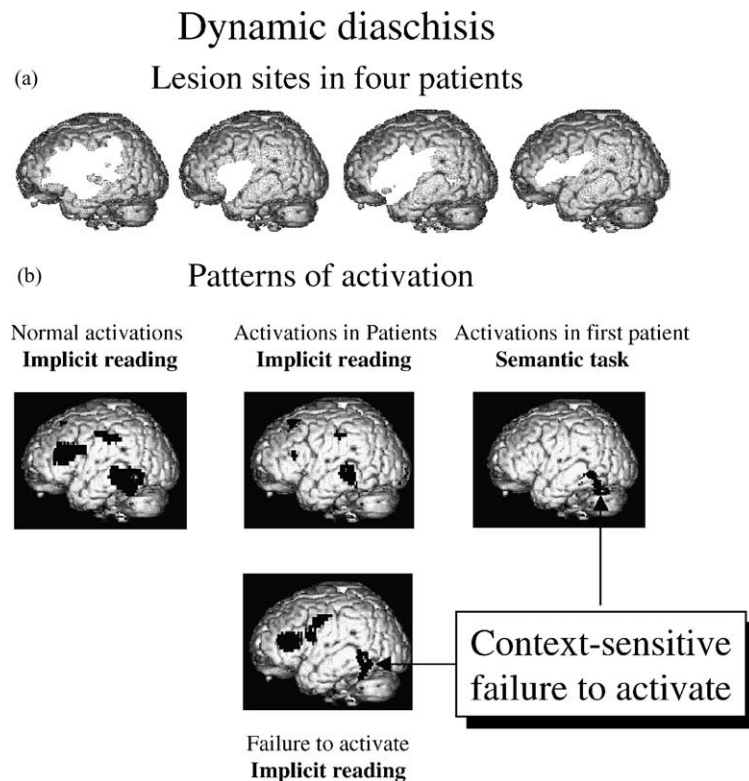 Dynamic diaschisis
(a) Lesion sites in four patients
(b) Patterns of activation
Normal activations
Implicit reading
Activations in Patients
Implicit reading
Activations in first patient
Semantic task
Context-sensitive
failure to activate
Failure to activate
Implicit reading